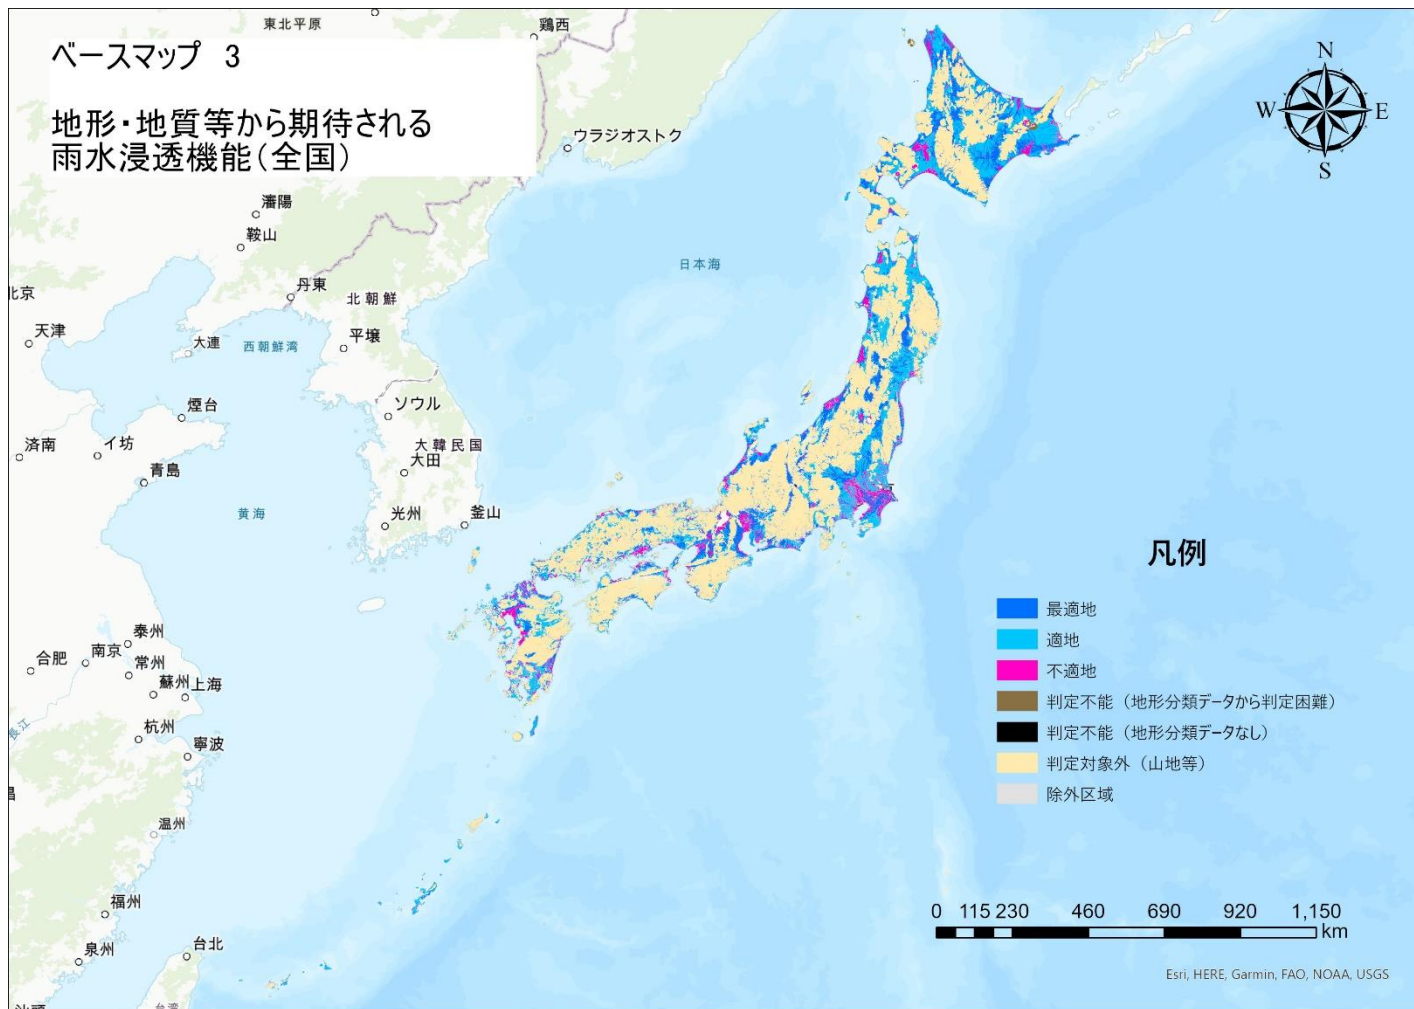 ベースマップ 3
地形・地質等から期待される
雨水浸透機能(全国)
東北平原
鶏西
ウラジオストク
瀋陽
鞍山
丹東
北朝鮮
北京
天津
大連
西朝鮮湾
平壌
日本海
煙台
ソウル
済南
イ坊
大韓民国
大田
青島
黄海
光州
釜山
泰州
合肥
南京
常州
蘇州
上海
杭州
長江
寧波
温州
福州
泉州
台北
台湾
N
W
E
S
凡例
最適地
適地
不適地
判定不能(地形分類データから判定困難)
判定不能(地形分類データなし)
判定対象外(山地等)
除外区域
0 115 230 460 690 920 1,150
km
Esri, HERE, Garmin, FAO, NOAA, USGS